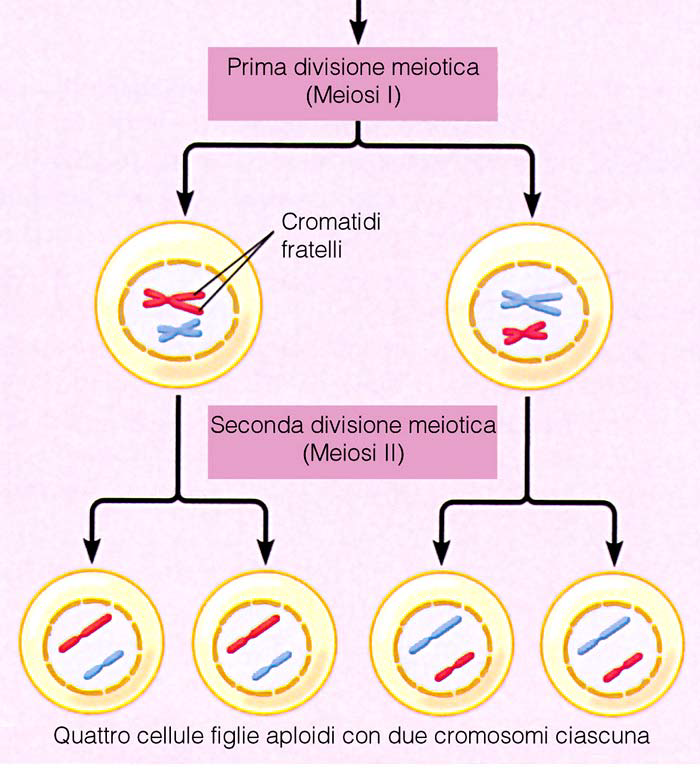 Prima divisione meiotica
(Meiosi I)
Cromatidi
fratelli
Seconda divisione meiotica
(Meiosi II)
Quattro cellule figlie aploidi con due cromosomi ciascuna